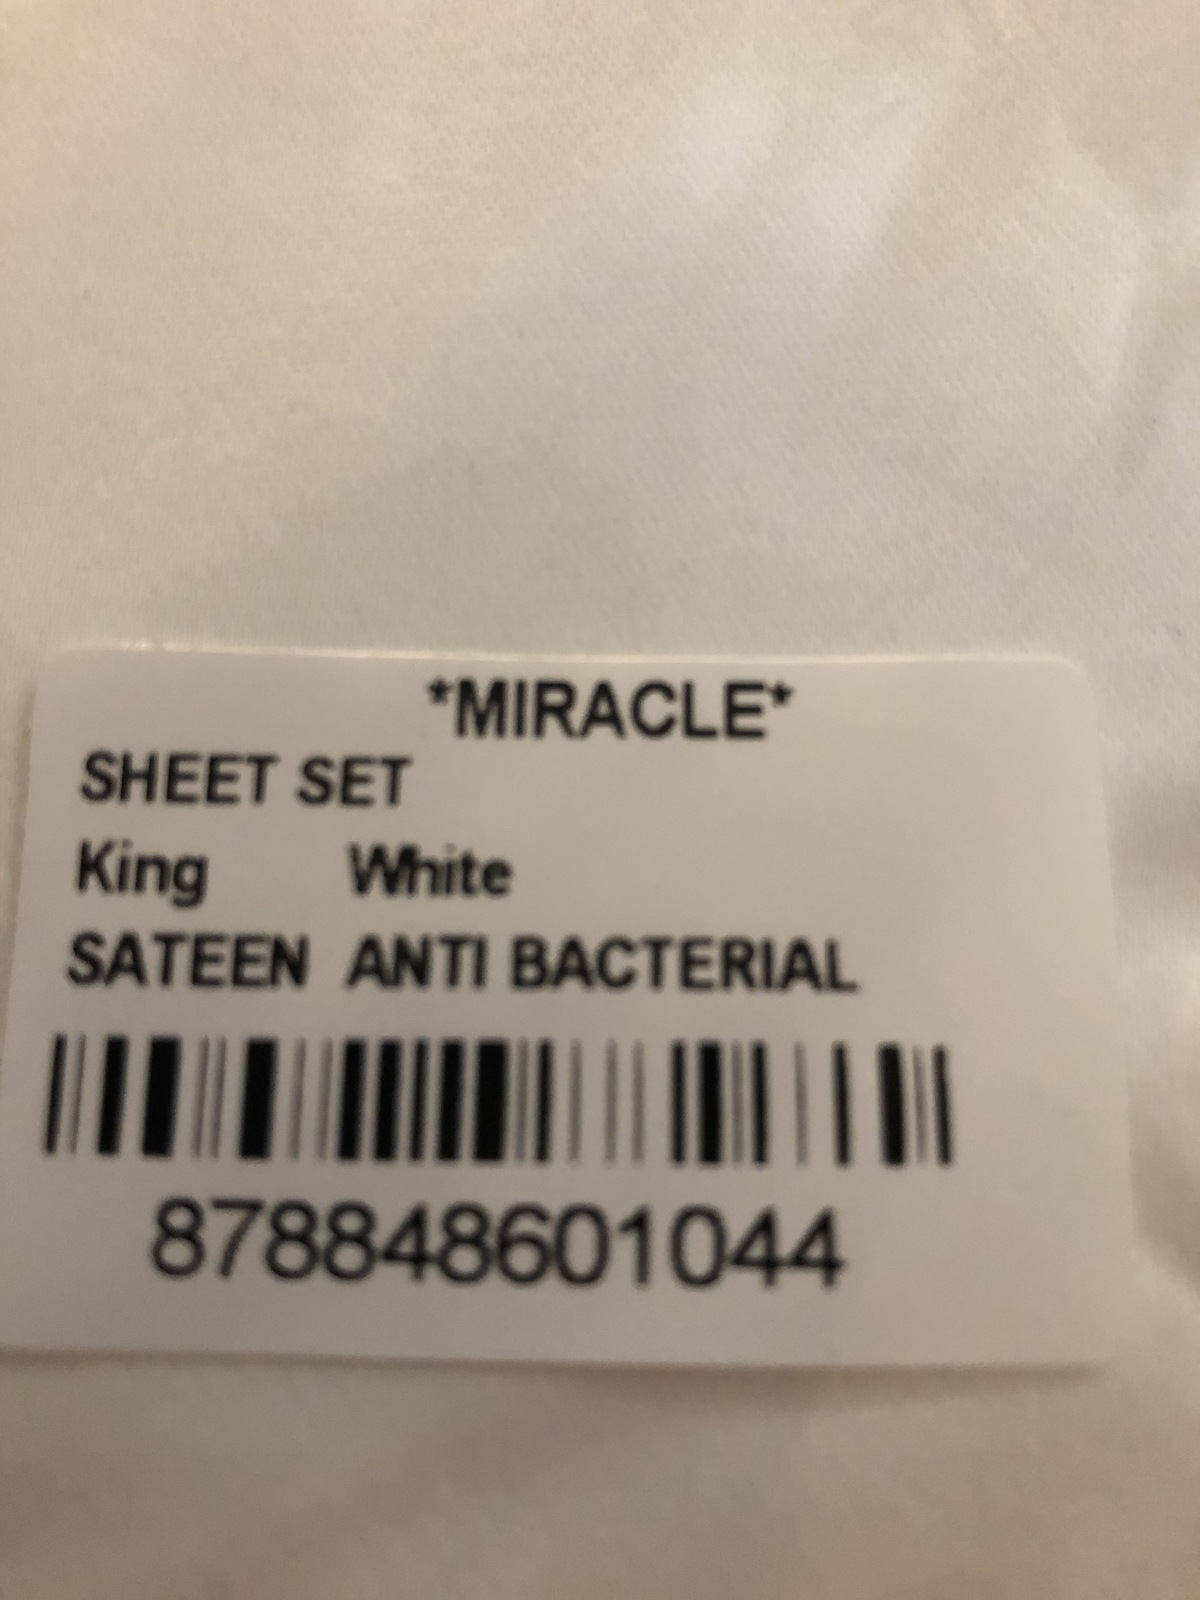 *MIRACLE*
SHEET SET
King White
SATEEN ANTI BACTERIAL
878848601044